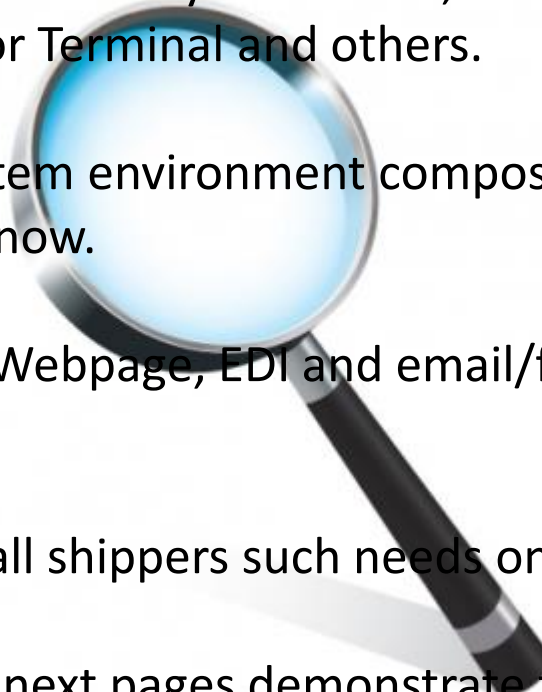 or Terminal and others.
tem environment compos
now.
Webpage, EDI and email/f
all shippers such needs on
next pages demonstrate